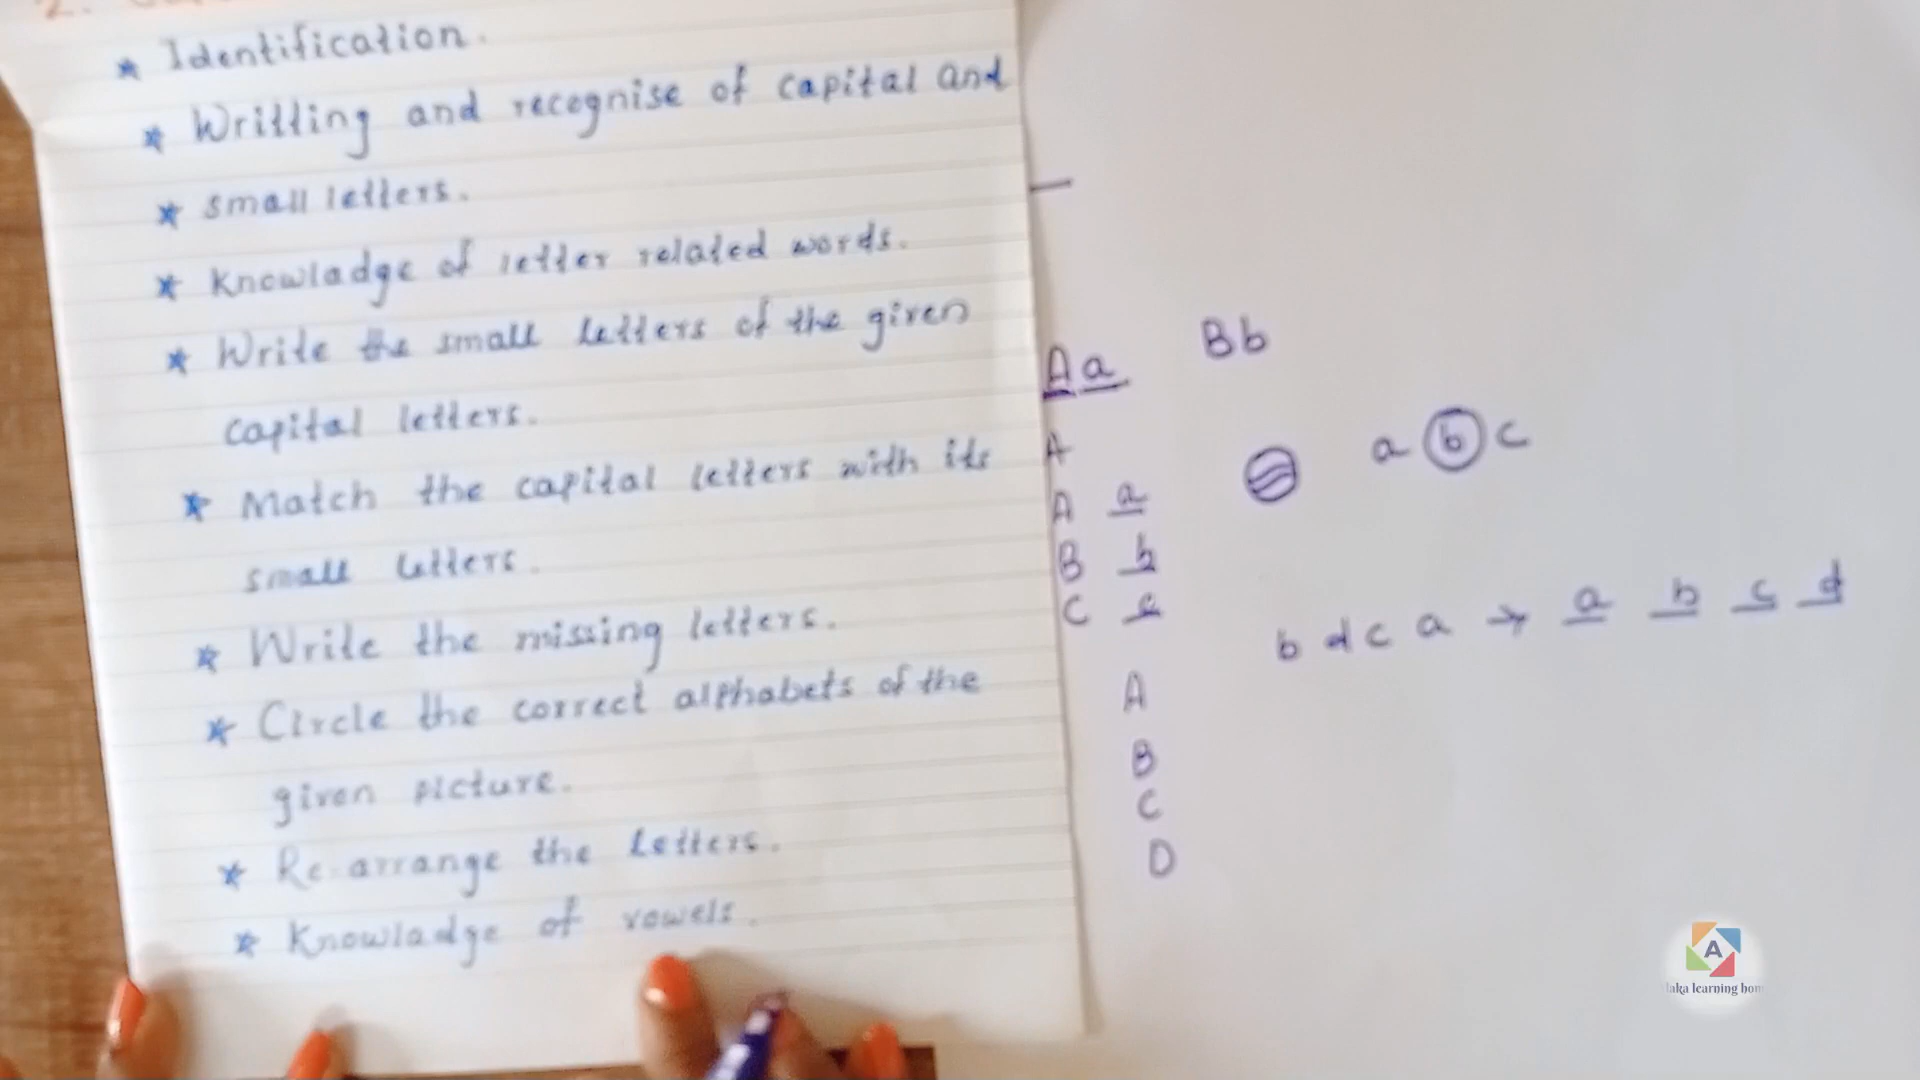 2.
* Identification.
* Writting and recognise of capital and
* small letters.
* Knowladge of letter related words.
* Write the small letters of the given
capital letters.
* Match the capital letters with its
small letters.
* Write the missing letters.
* Circle the correct alphabets of the
given picture.
* Re-arrange the letters.
* Knowladge of vowels.
Aa Bb
A
a b c
A a
B b
C c
b d c a → a b c d
A
B
C
D
A
learning